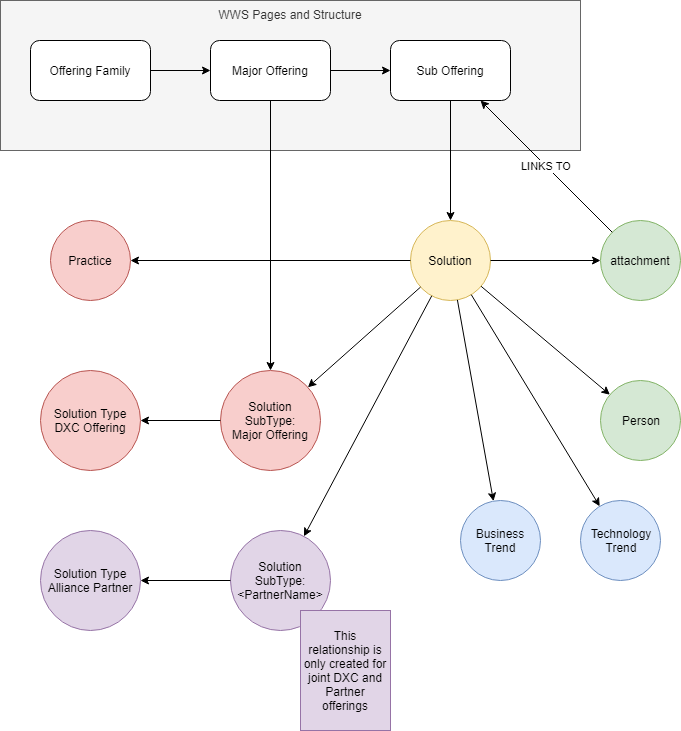 WWS Pages and Structure
Offering Family
Major Offering
Sub Offering
LINKS TO
Practice
Solution
attachment
Solution Type
DXC Offering
Solution
SubType:
Major Offering
Person
Business
Trend
Technology
Trend
Solution Type
Alliance Partner
Solution
SubType:
<PartnerName>
This
relationship is
only created for
joint DXC and
Partner
offerings